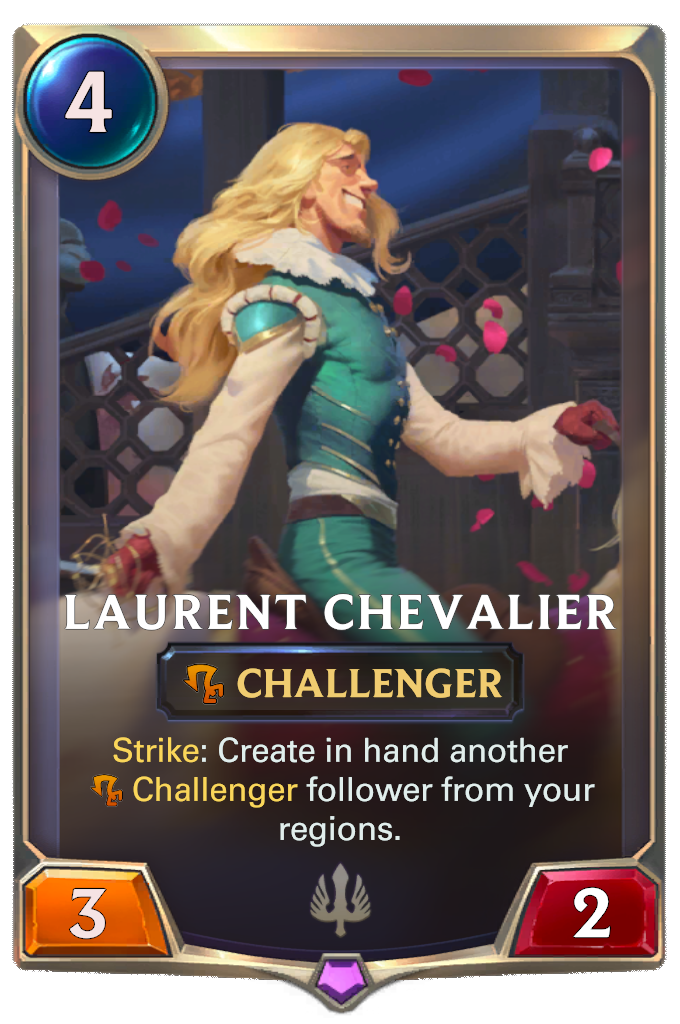 4
LAURENT CHEVALIER
CHALLENGER
Strike: Create in hand another
Challenger follower from your
regions.
3
2